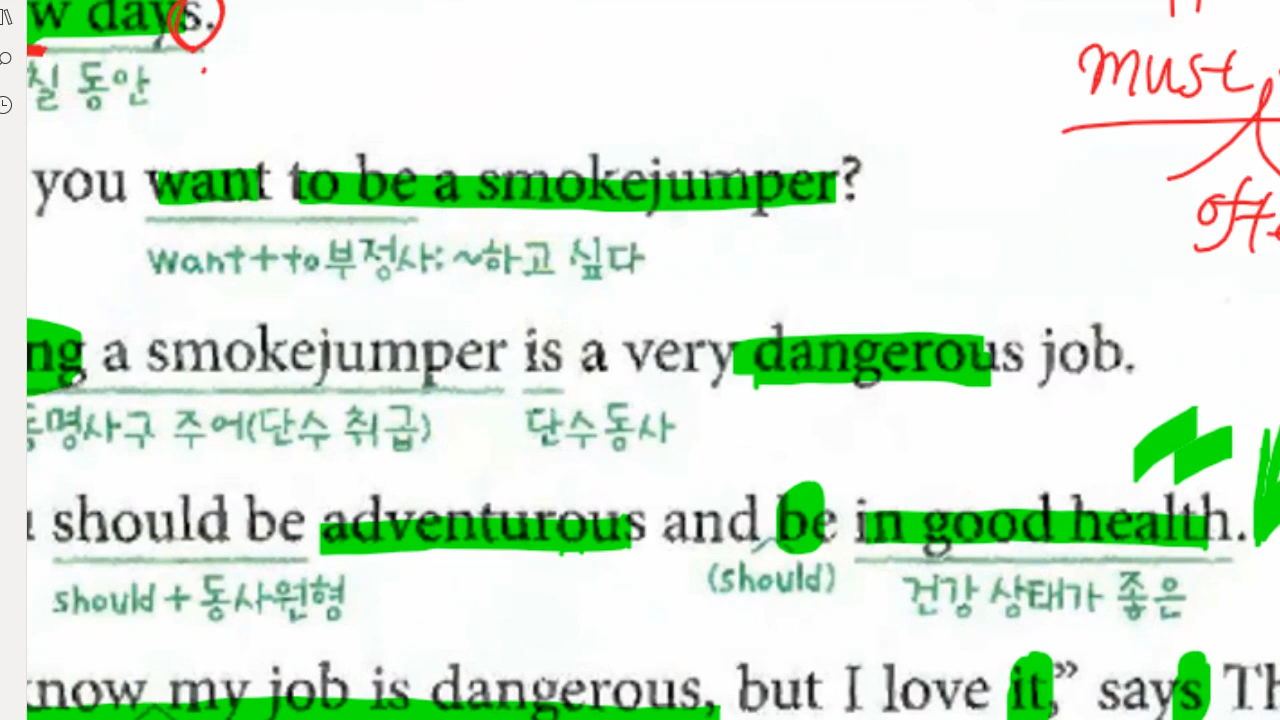 w days.
칠 동안
must
ofte
you want to be a smokejumper?
want+to부정사: ~하고 싶다
ng a smokejumper is a very dangerous job.
동명사구 주어(단수 취급) 단수동사
should be adventurous and be in good health.
should + 동사원형 (should) 건강 상태가 좋은
know my job is dangerous, but I love it,” says Th